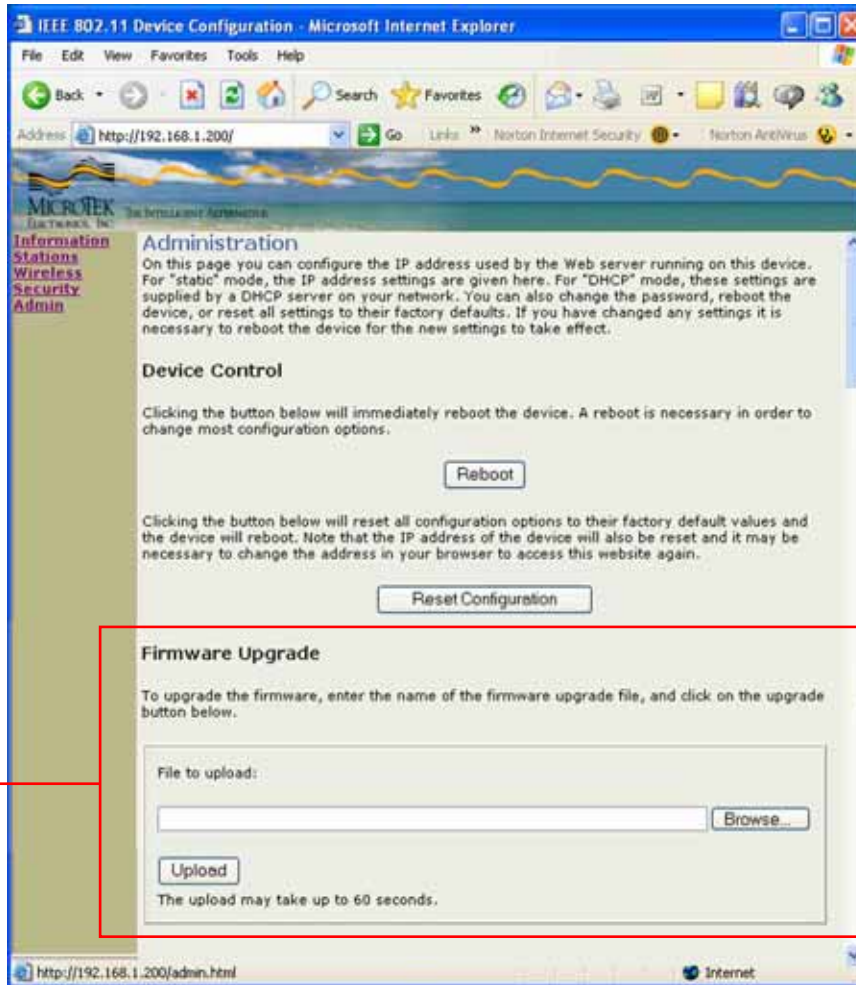 IEEE 802.11 Device Configuration - Microsoft Internet Explorer
File Edit View Favorites Tools Help
Back Search Favorites
Address http://192.168.1.200/ Go Links » Norton Internet Security Norton AntiVirus
MICROTEK THE INTELLIGENT ALTERNATIVE
ELECTRONICS, INC
Information
Stations
Wireless
Security
Admin
Administration
On this page you can configure the IP address used by the Web server running on this device.
For "static" mode, the IP address settings are given here. For "DHCP" mode, these settings are
supplied by a DHCP server on your network. You can also change the password, reboot the
device, or reset all settings to their factory defaults. If you have changed any settings it is
necessary to reboot the device for the new settings to take effect.
Device Control
Clicking the button below will immediately reboot the device. A reboot is necessary in order to
change most configuration options.
Reboot
Clicking the button below will reset all configuration options to their factory default values and
the device will reboot. Note that the IP address of the device will also be reset and it may be
necessary to change the address in your browser to access this website again.
Reset Configuration
Firmware Upgrade
To upgrade the firmware, enter the name of the firmware upgrade file, and click on the upgrade
button below.
File to upload:
Browse...
Upload
The upload may take up to 60 seconds.
http://192.168.1.200/admin.html Internet